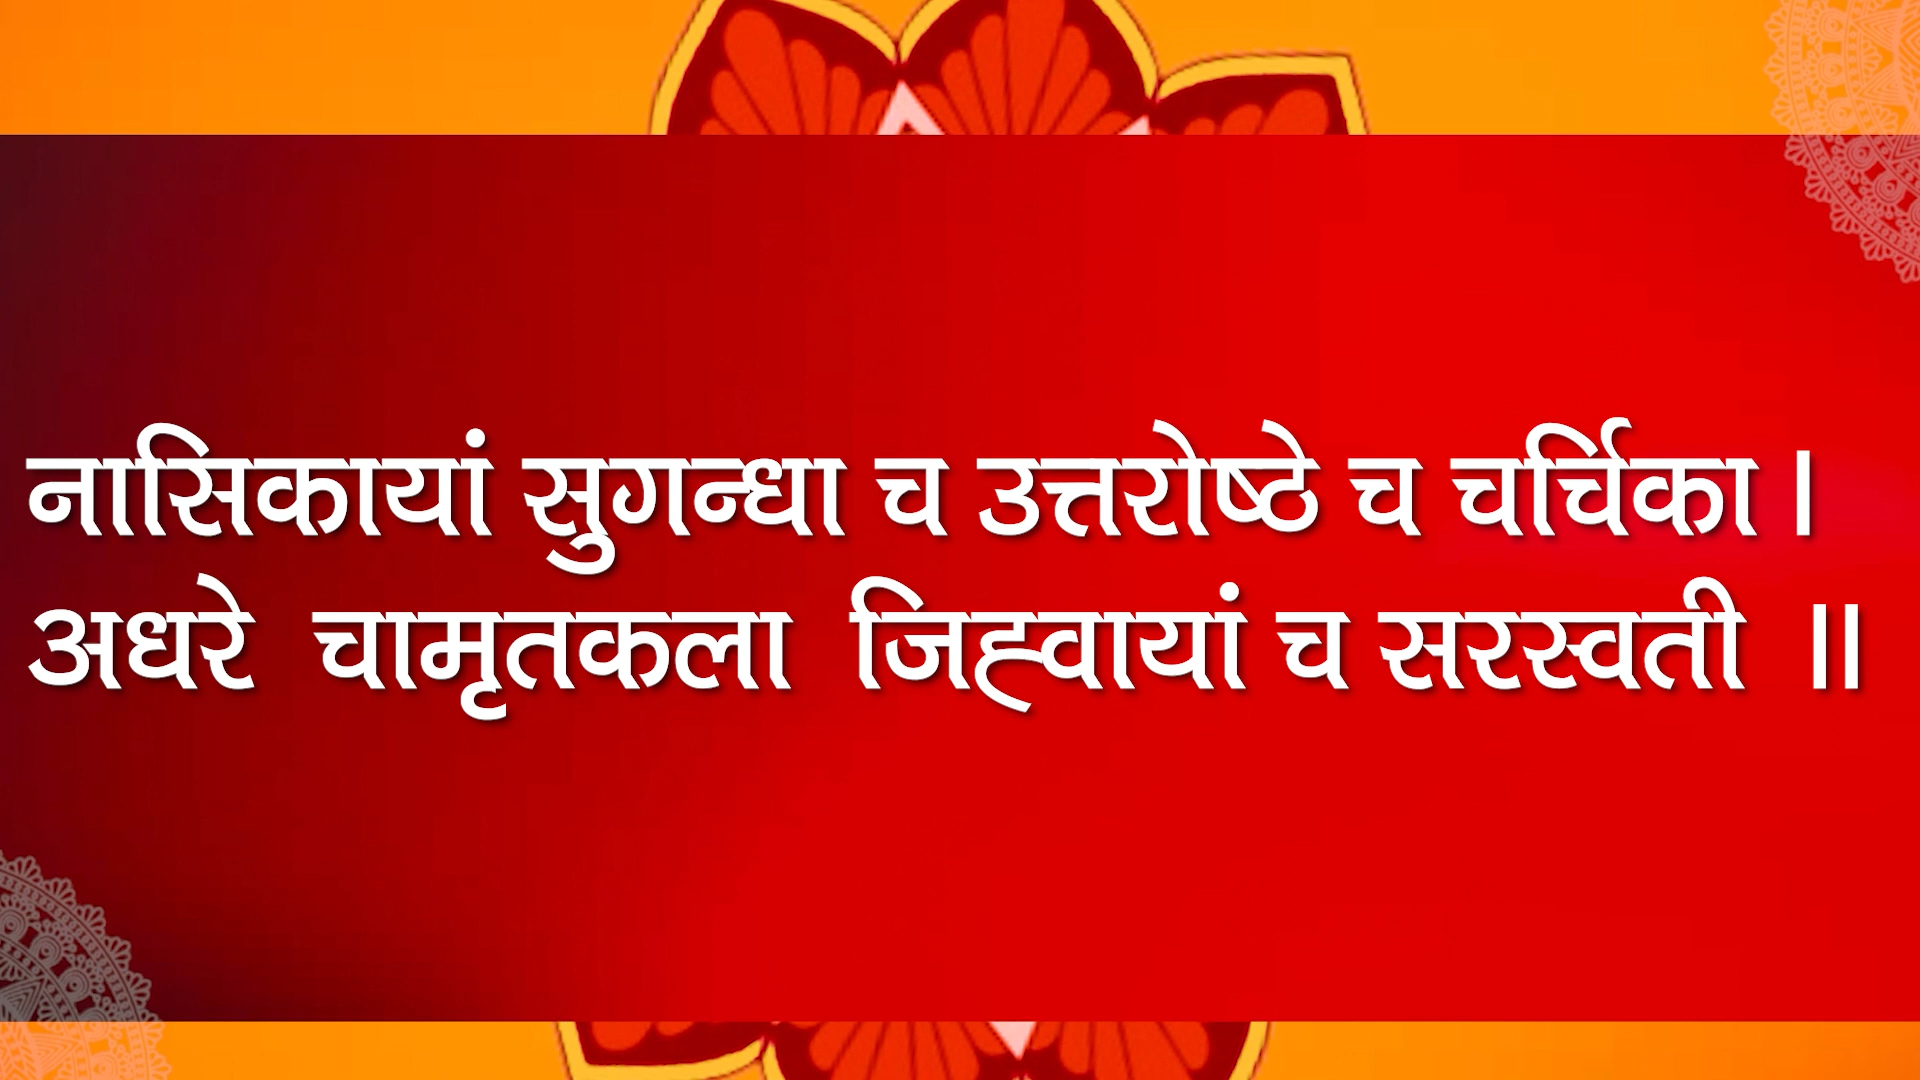 नासिकायां सुगन्धा च उत्तरोष्ठे च चर्चिका ।
अधरे चामृतकला जिह्वायां च सरस्वती ॥